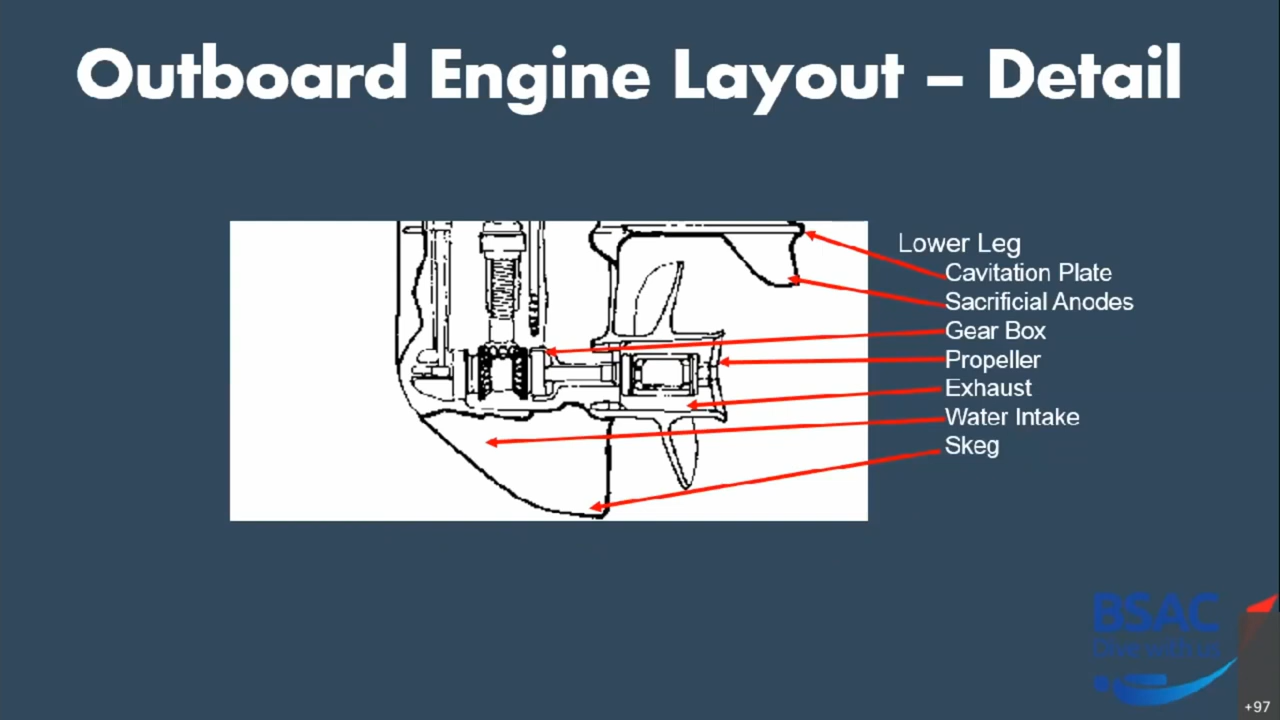 Outboard Engine Layout – Detail
Lower Leg
Cavitation Plate
Sacrificial Anodes
Gear Box
Propeller
Exhaust
Water Intake
Skeg
BSAC
Dive with us
+97